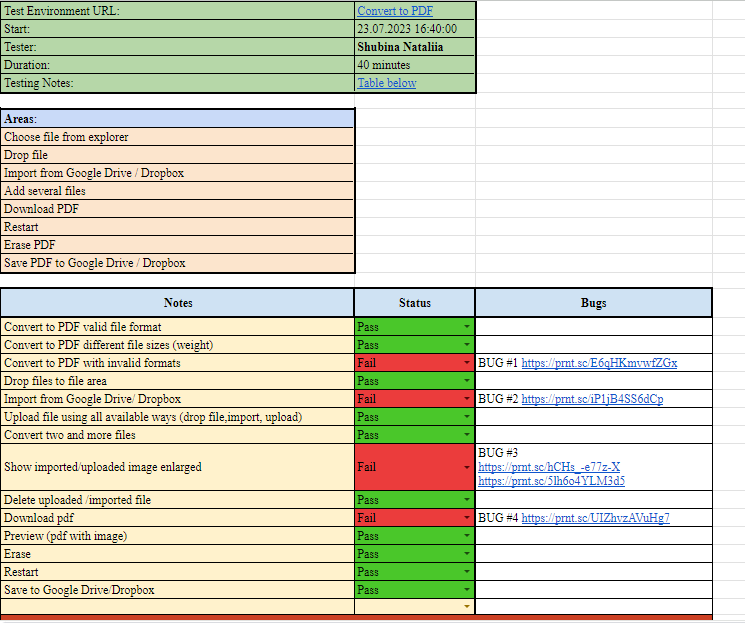 Test Environment URL: Convert to PDF
Start: 23.07.2023 16:40:00
Tester: Shubina Nataliia
Duration: 40 minutes
Testing Notes: Table below
Areas:
Choose file from explorer
Drop file
Import from Google Drive / Dropbox
Add several files
Download PDF
Restart
Erase PDF
Save PDF to Google Drive / Dropbox
Notes Status Bugs
Convert to PDF valid file format Pass
Convert to PDF different file sizes (weight) Pass
Convert to PDF with invalid formats Fail BUG #1 https://prnt.sc/E6qHKmvwfZGx
Drop files to file area Pass
Import from Google Drive/ Dropbox Fail BUG #2 https://prnt.sc/iP1jB4SS6dCp
Upload file using all available ways (drop file,import, upload) Pass
Convert two and more files Pass
Show imported/uploaded image enlarged Fail BUG #3
https://prnt.sc/hCHs_-e77z-X
https://prnt.sc/5lh6o4YLM3d5
Delete uploaded /imported file Pass
Download pdf Fail BUG #4 https://prnt.sc/UIZhvzAVuHg7
Preview (pdf with image) Pass
Erase Pass
Restart Pass
Save to Google Drive/Dropbox Pass